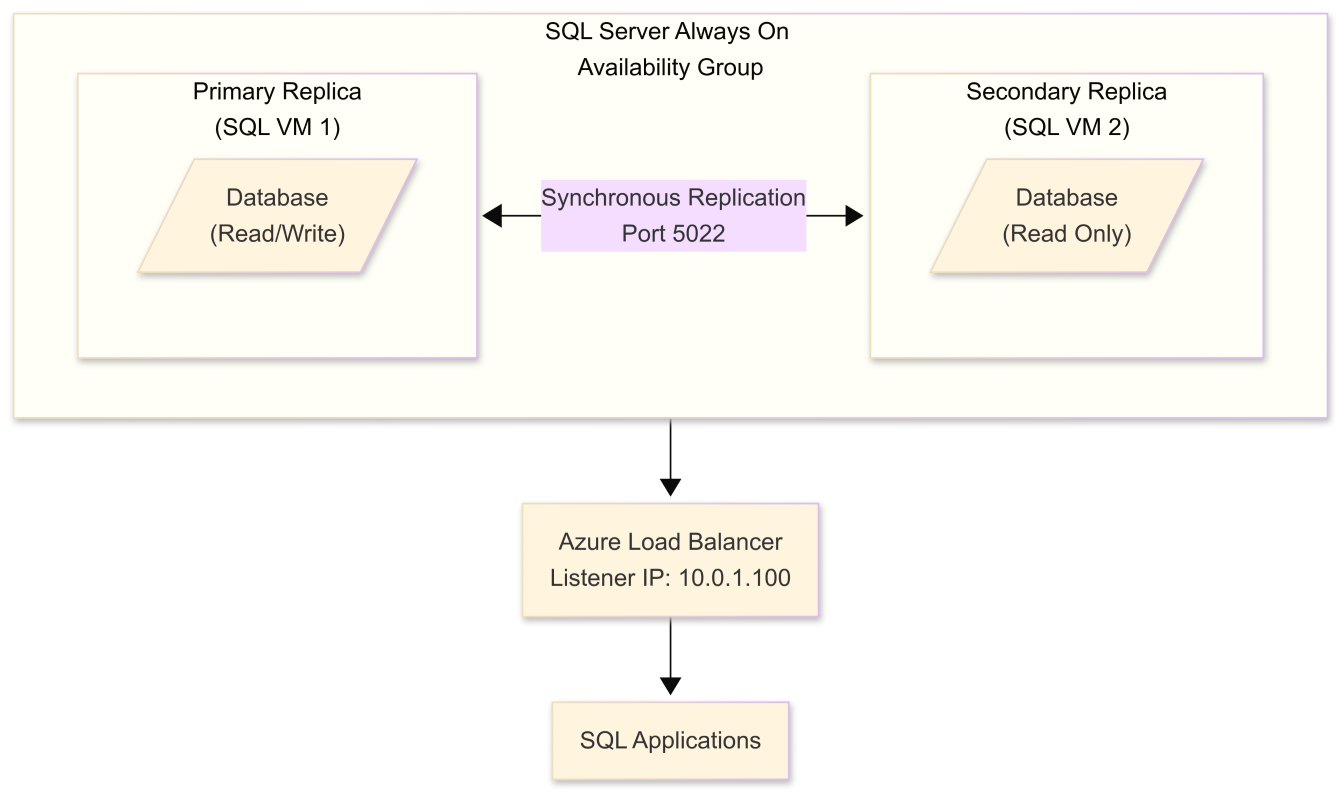 SQL Server Always On
Availability Group
Primary Replica
(SQL VM 1)
Database
(Read/Write)
Synchronous Replication
Port 5022
Secondary Replica
(SQL VM 2)
Database
(Read Only)
Azure Load Balancer
Listener IP: 10.0.1.100
SQL Applications